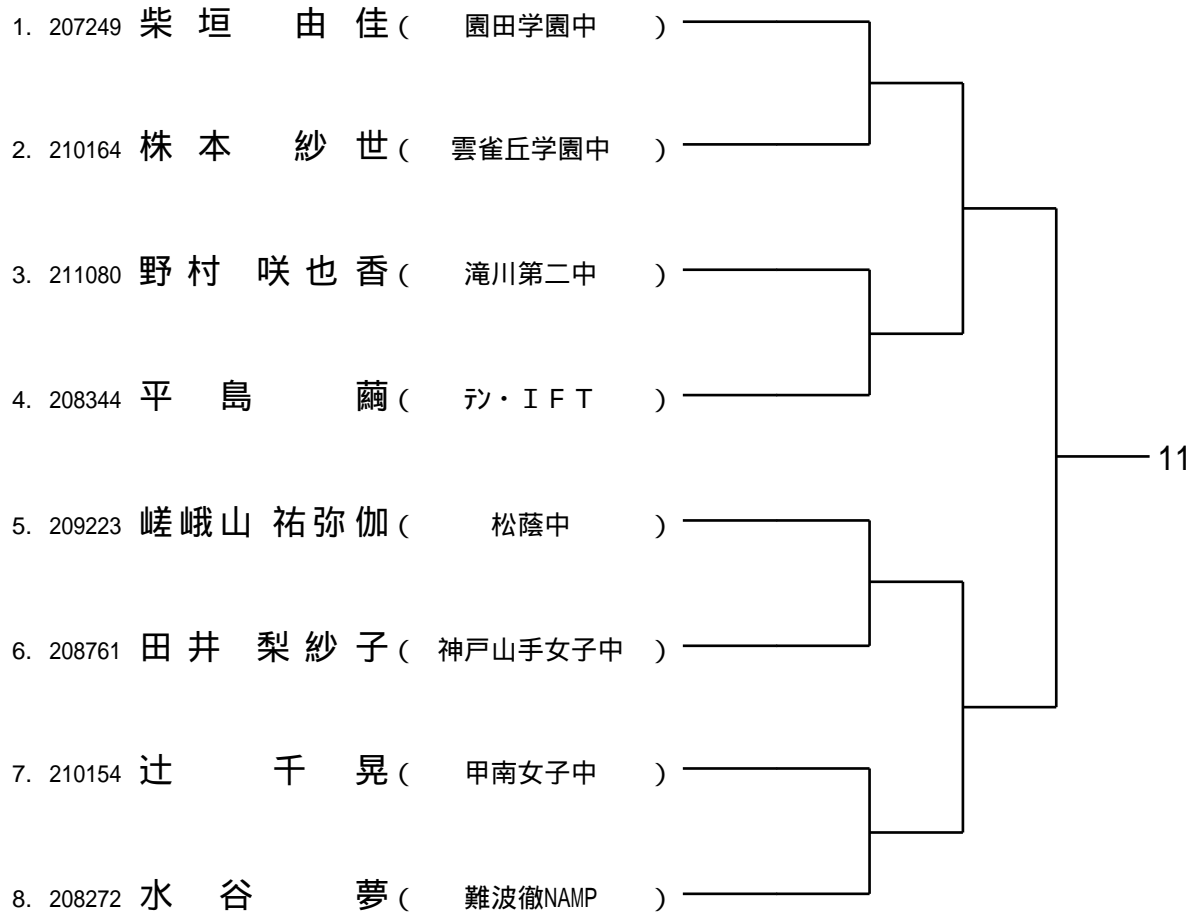 1. 207249 柴垣 由佳 ( 園田学園中 )
2. 210164 株本 紗世 ( 雲雀丘学園中 )
3. 211080 野村 咲也香 ( 滝川第二中 )
4. 208344 平島 繭 ( テン・ＩＦＴ )
11
5. 209223 嵯峨山 祐弥伽 ( 松蔭中 )
6. 208761 田井 梨紗子 ( 神戸山手女子中 )
7. 210154 辻 千晃 ( 甲南女子中 )
8. 208272 水谷 夢 ( 難波徹NAMP )